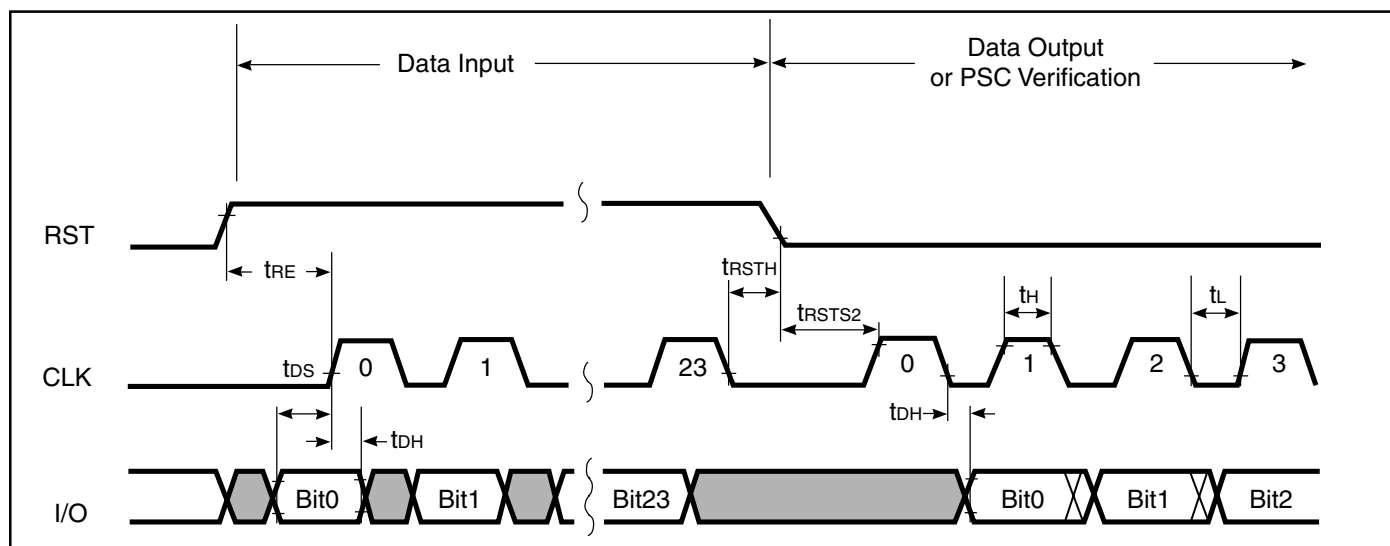 Data Input
Data Output
or PSC Verification
RST
tRE
tRSTH
tRSTS2
tH
tL
CLK
tDS
0
1
23
0
1
2
3
tDH
tDH
I/O
Bit0
Bit1
Bit23
Bit0
Bit1
Bit2